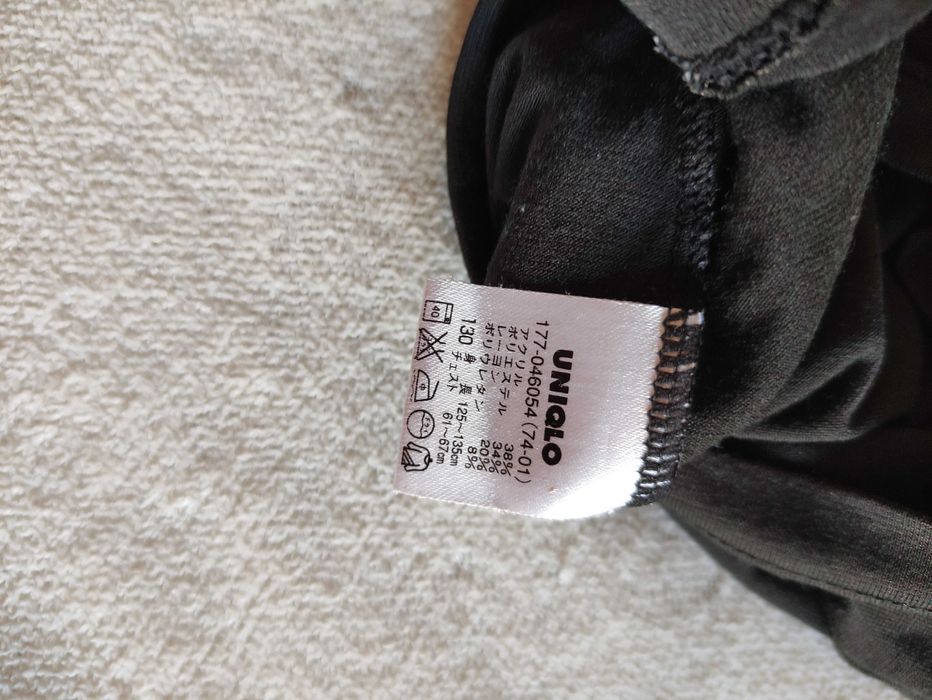 UNIQLO
177-046054(74-01)
アクリル 38%
ポリエステル 34%
レーヨン 20%
ポリウレタン 8%
130 身 長 125~135cm
チェスト 61~67cm
40
中